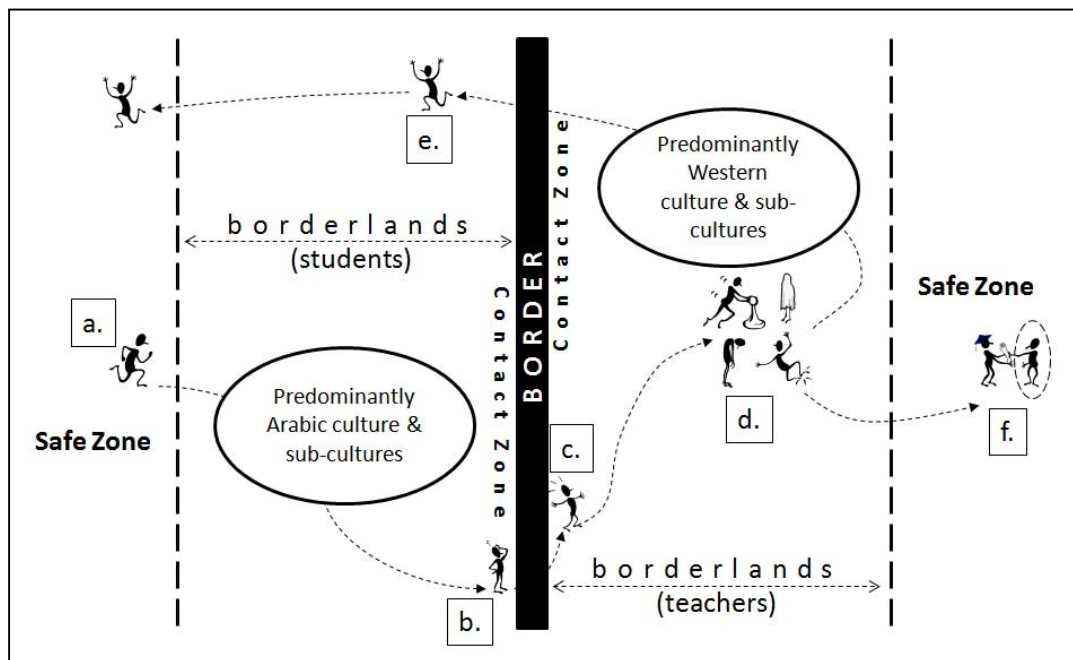 e.
Predominantly
Western
culture & sub-
cultures
borderlands
(students)
Contact Zone
BORDER
Contact Zone
a.
Safe Zone
Predominantly
Arabic culture &
sub-cultures
b.
c.
d.
Safe Zone
f.
borderlands
(teachers)